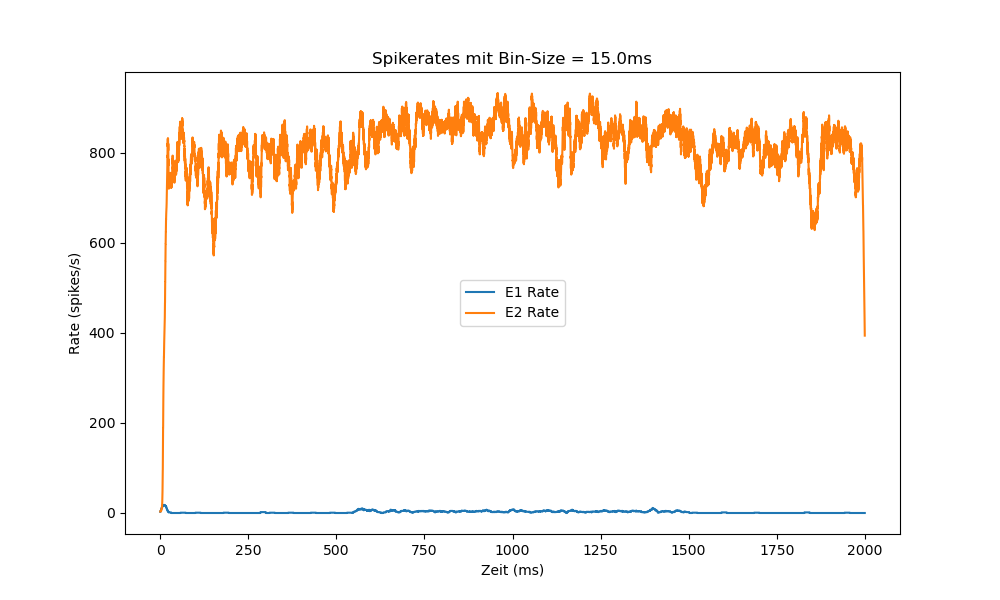 Spikerates mit Bin-Size = 15.0ms
800
600
400
200
0
Rate (spikes/s)
E1 Rate
E2 Rate
0 250 500 750 1000 1250 1500 1750 2000
Zeit (ms)